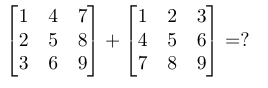 [1 4 7] [1 2 3]
[2 5 8] + [4 5 6] = ?
[3 6 9] [7 8 9]